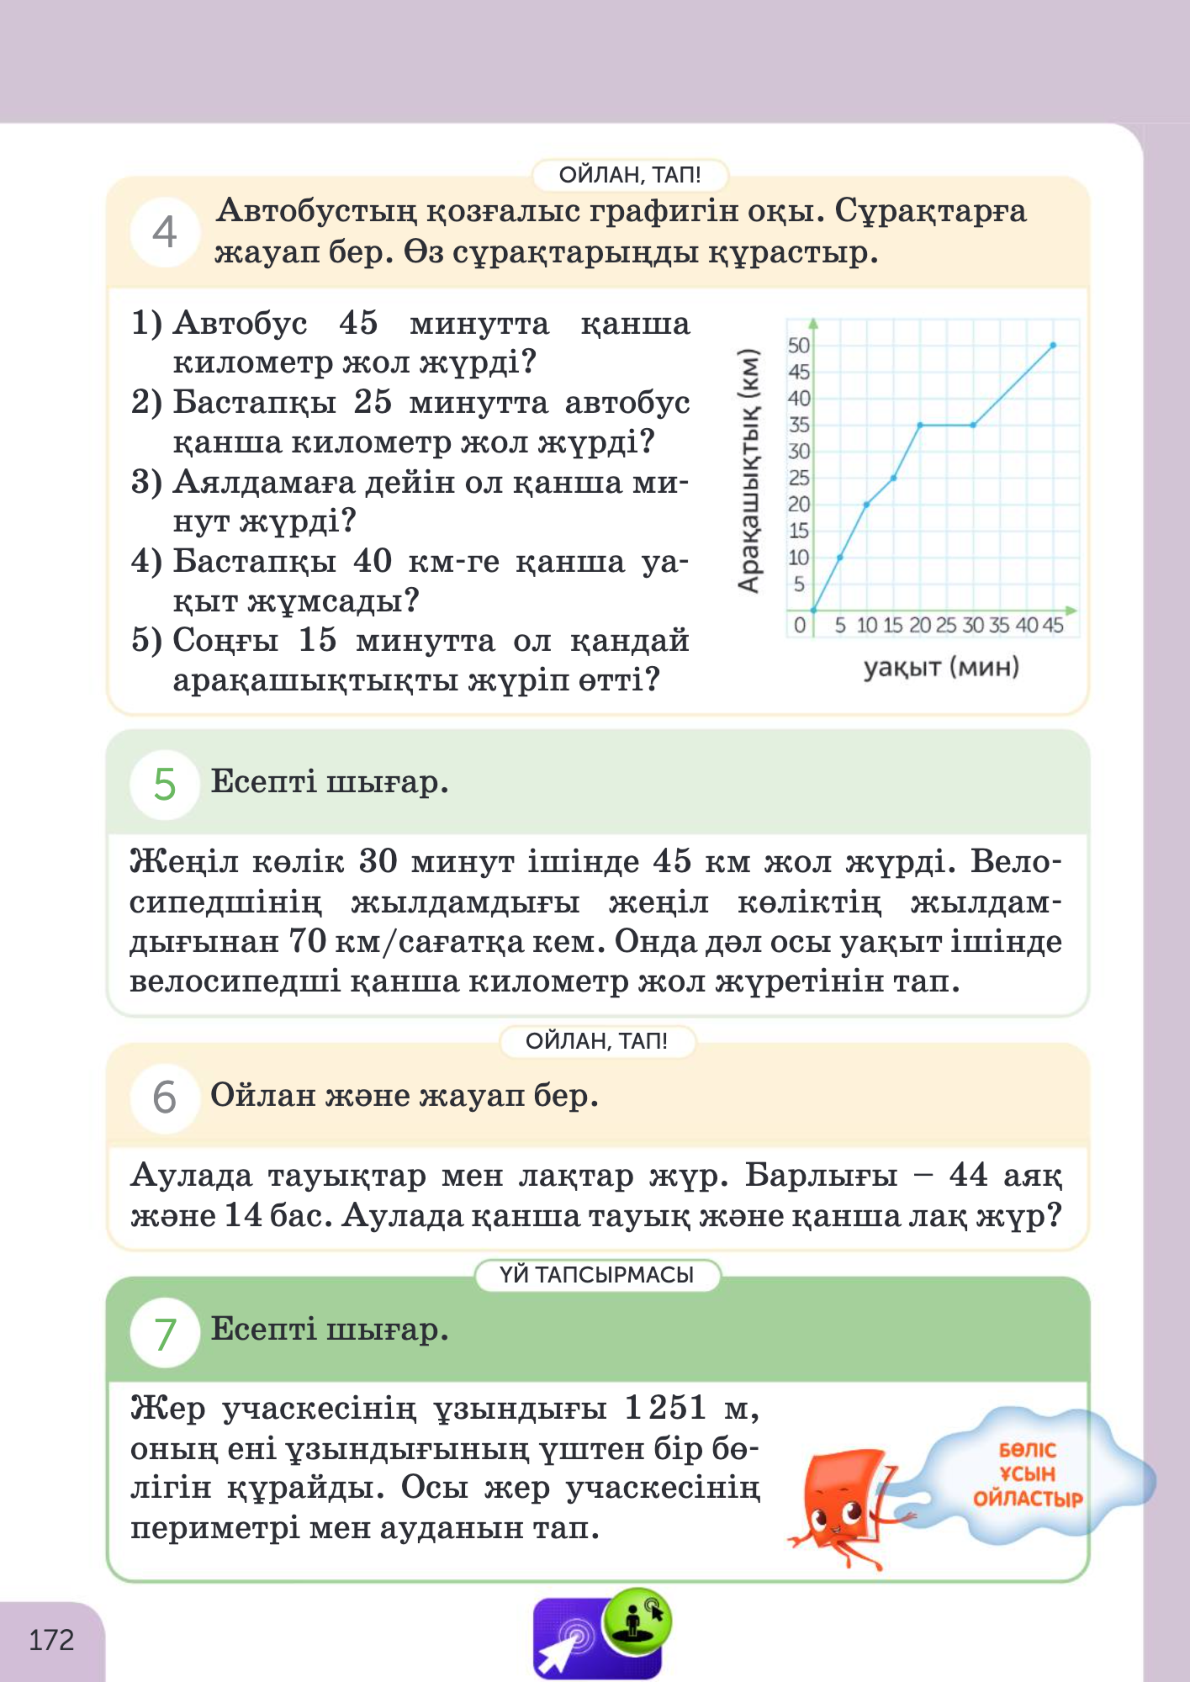 ОЙЛАН, ТАП!
4
Автобустың қозғалыс графигін оқы. Сұрақтарға
жауап бер. Өз сұрақтарыңды құрастыр.
1) Автобус 45 минутта қанша
километр жол жүрді?
2) Бастапқы 25 минутта автобус
қанша километр жол жүрді?
3) Аялдамаға дейін ол қанша ми-
нут жүрді?
4) Бастапқы 40 км-ге қанша уа-
қыт жұмсады?
5) Соңғы 15 минутта ол қандай
арақашықтықты жүріп өтті?
Арақашықтық (км)
50
45
40
35
30
25
20
15
10
5
0 5 10 15 20 25 30 35 40 45
уақыт (мин)
5
Есепті шығар.
Жеңіл көлік 30 минут ішінде 45 км жол жүрді. Вело-
сипедшінің жылдамдығы жеңіл көліктің жылдам-
дығынан 70 км/сағатқа кем. Онда дәл осы уақыт ішінде
велосипедші қанша километр жол жүретінін тап.
ОЙЛАН, ТАП!
6
Ойлан және жауап бер.
Аулада тауықтар мен лақтар жүр. Барлығы – 44 аяқ
және 14 бас. Аулада қанша тауық және қанша лақ жүр?
ҮЙ ТАПСЫРМАСЫ
7
Есепті шығар.
Жер учаскесінің ұзындығы 1 251 м,
оның ені ұзындығының үштен бір бө-
лігін құрайды. Осы жер учаскесінің
периметрі мен ауданын тап.
БӨЛІС
ҰСЫН
ОЙЛАСТЫР
172